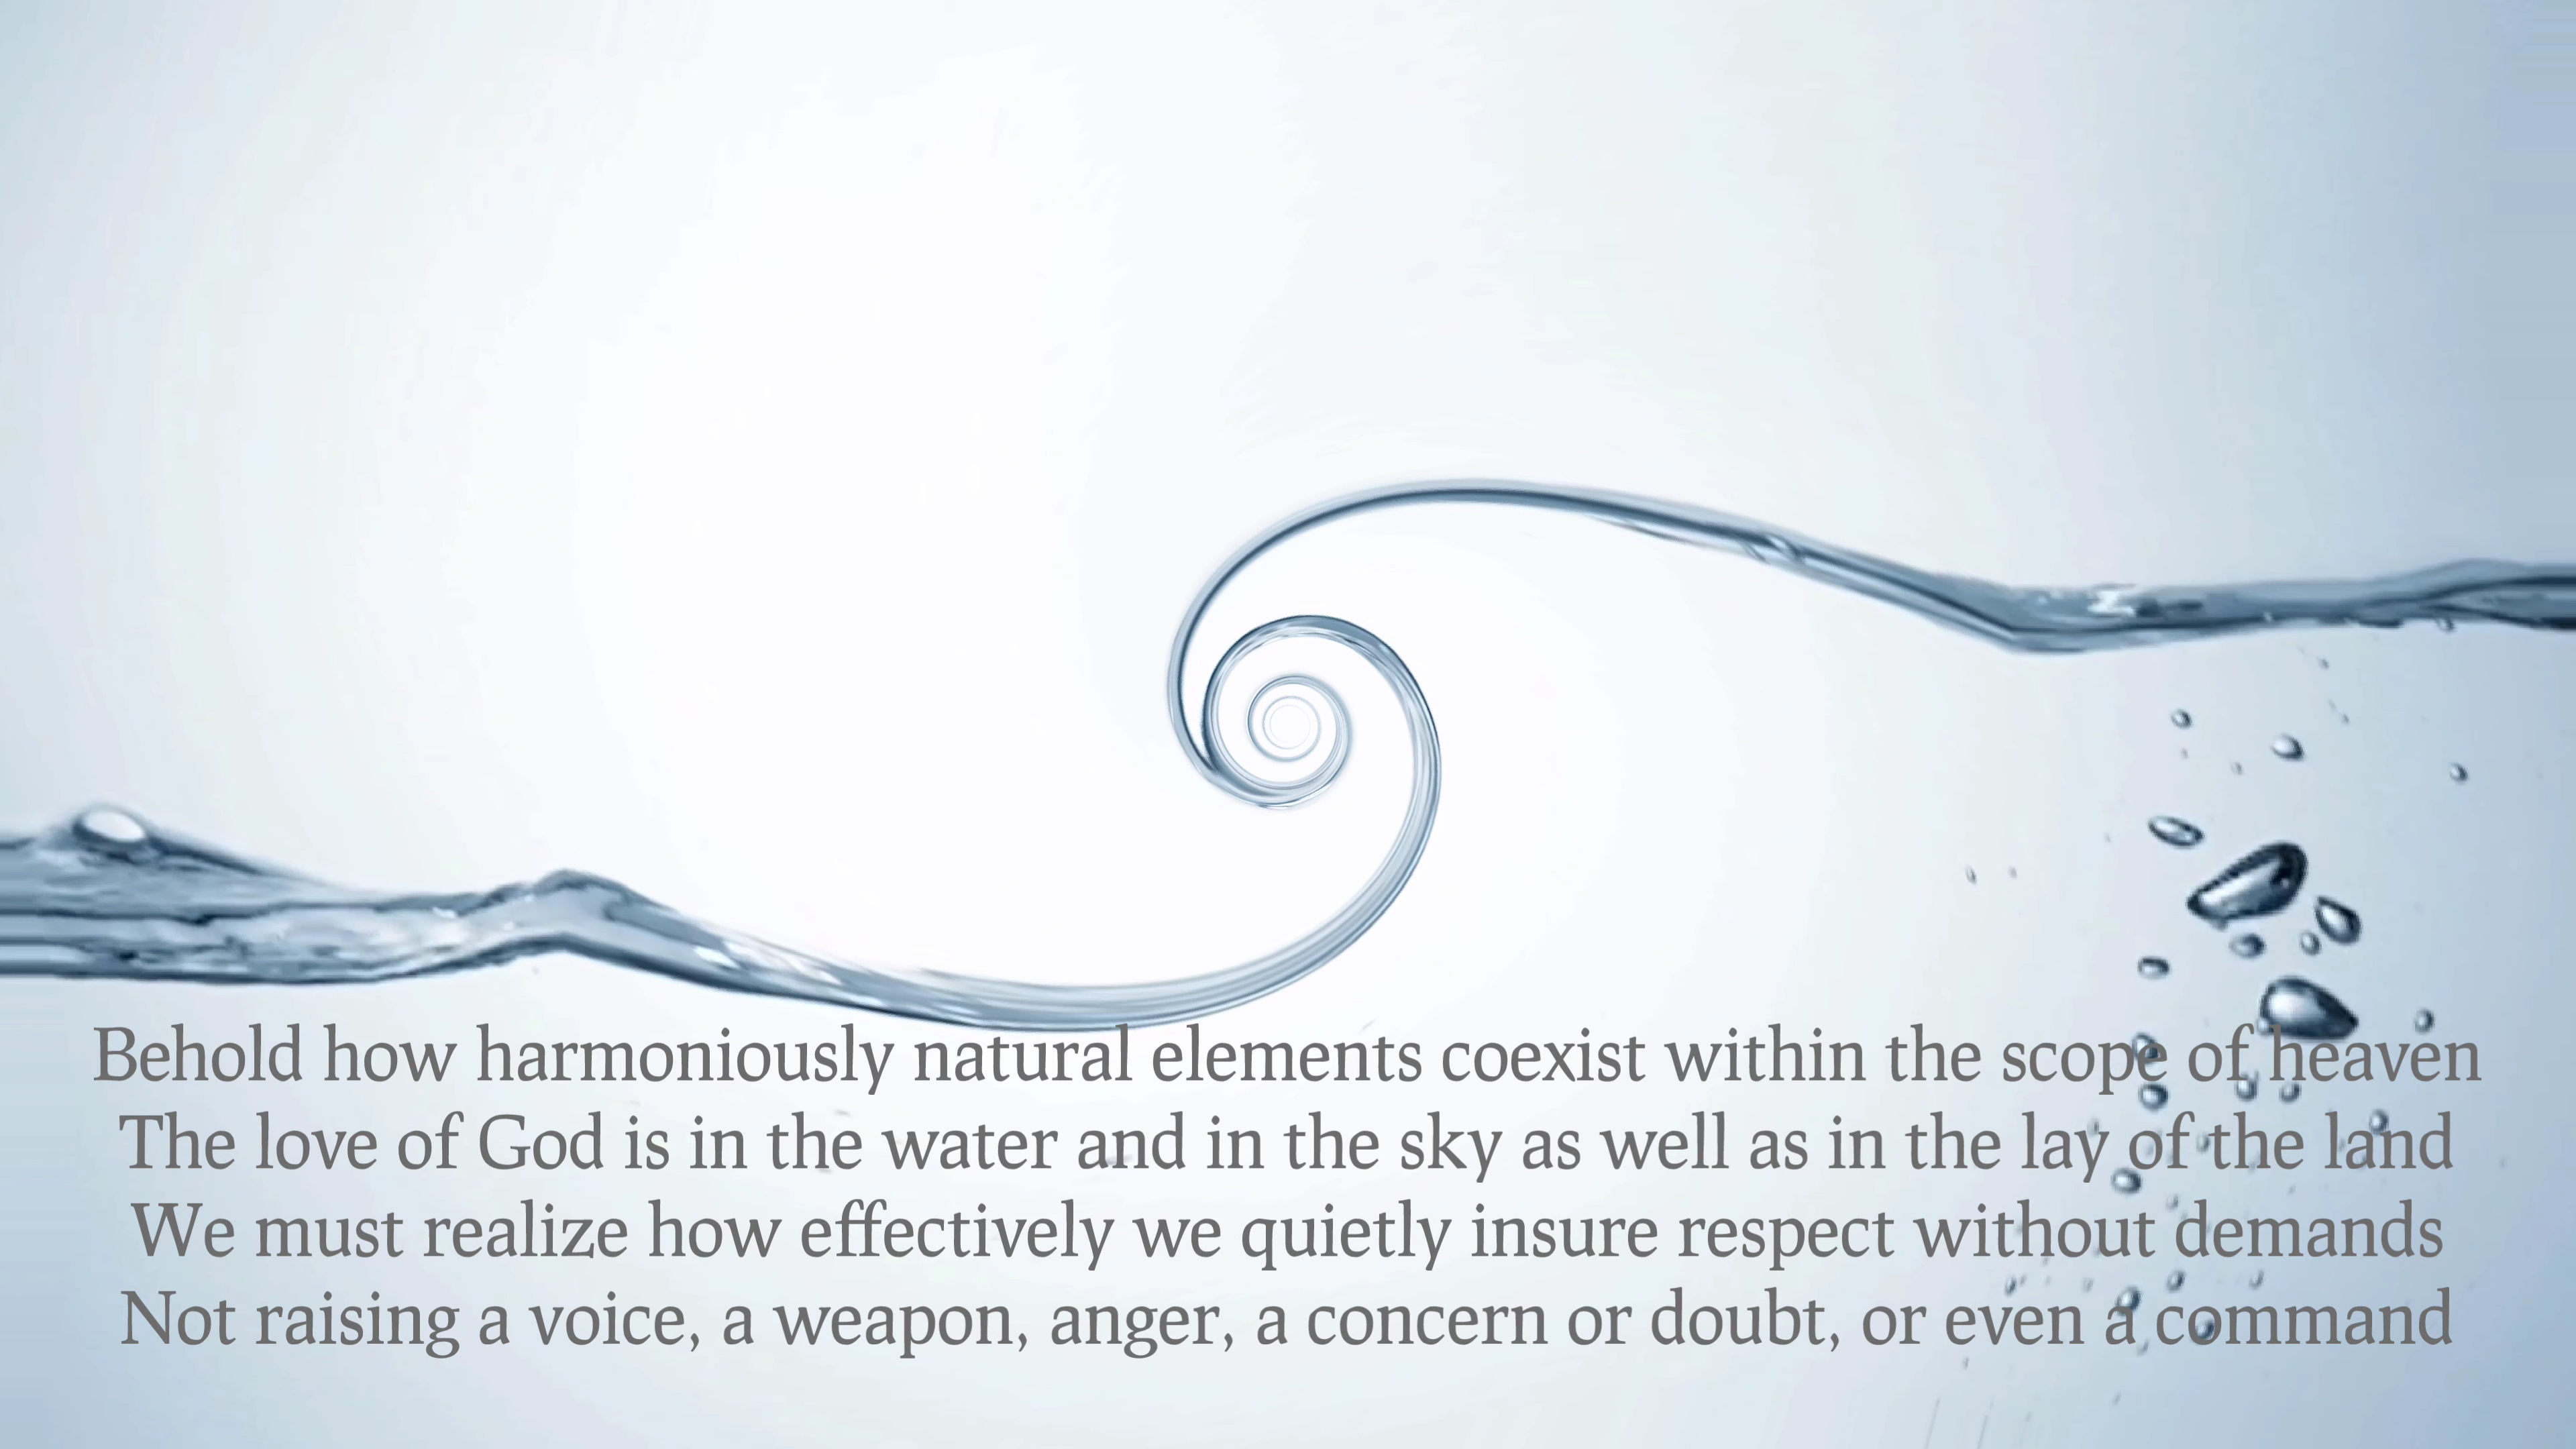 Behold how harmoniously natural elements coexist within the scope of heaven
The love of God is in the water and in the sky as well as in the lay of the land
We must realize how effectively we quietly insure respect without demands
Not raising a voice, a weapon, anger, a concern or doubt, or even a command